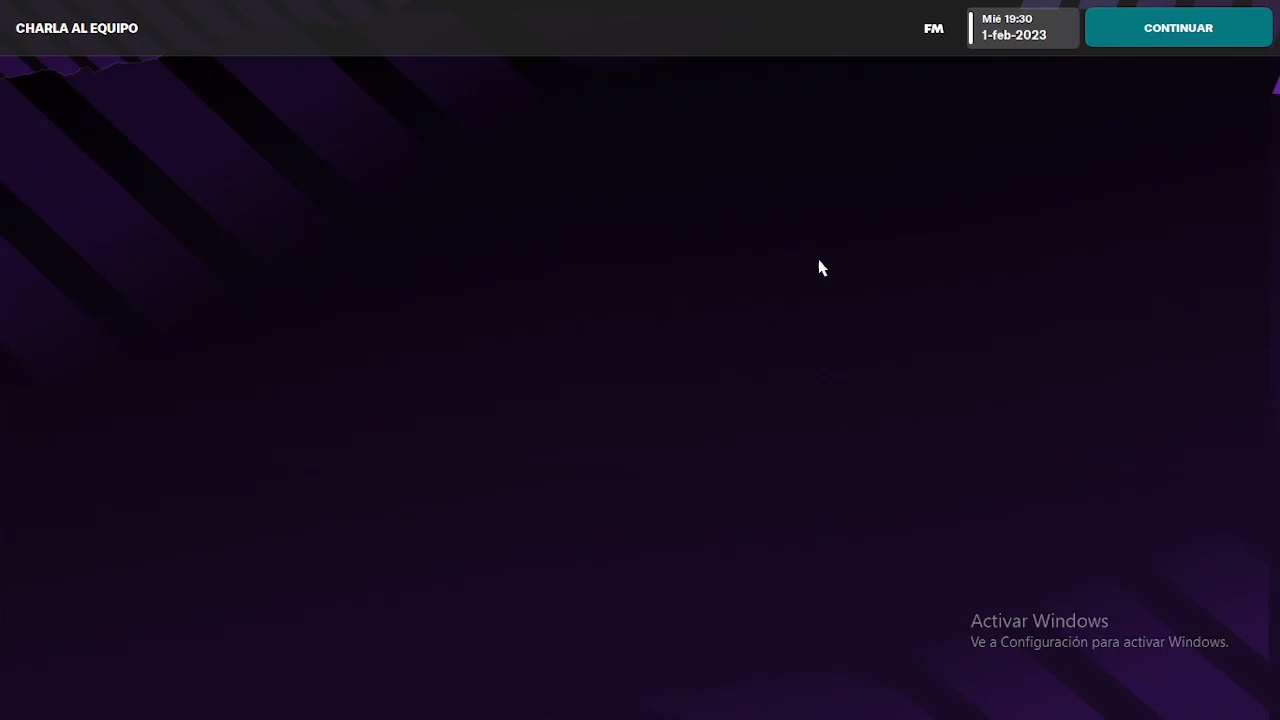 CHARLA AL EQUIPO
FM
Mié 19:30
1-feb-2023
CONTINUAR
Activar Windows
Ve a Configuración para activar Windows.